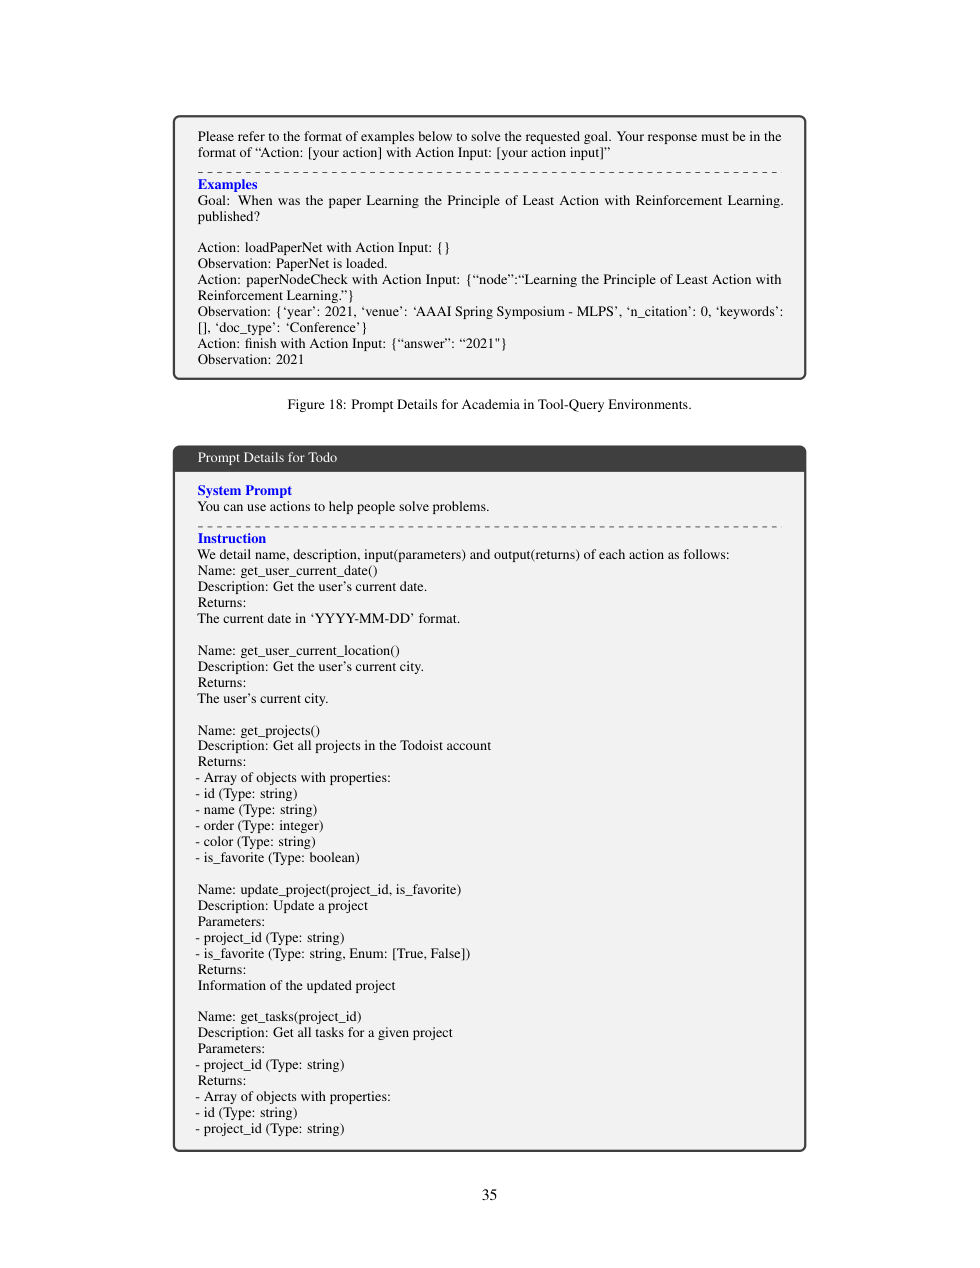 Please refer to the format of examples below to solve the requested goal. Your response must be in the
format of “Action: [your action] with Action Input: [your action input]”
Examples
Goal: When was the paper Learning the Principle of Least Action with Reinforcement Learning.
published?
Action: loadPaperNet with Action Input: {}
Observation: PaperNet is loaded.
Action: paperNodeCheck with Action Input: {“node”:“Learning the Principle of Least Action with
Reinforcement Learning.”}
Observation: {‘year’: 2021, ‘venue’: ‘AAAI Spring Symposium - MLPS’, ‘n_citation’: 0, ‘keywords’:
[], ‘doc_type’: ‘Conference’}
Action: finish with Action Input: {“answer”: “2021"}
Observation: 2021
Figure 18: Prompt Details for Academia in Tool-Query Environments.
Prompt Details for Todo
System Prompt
You can use actions to help people solve problems.
Instruction
We detail name, description, input(parameters) and output(returns) of each action as follows:
Name: get_user_current_date()
Description: Get the user’s current date.
Returns:
The current date in ‘YYYY-MM-DD’ format.
Name: get_user_current_location()
Description: Get the user’s current city.
Returns:
The user’s current city.
Name: get_projects()
Description: Get all projects in the Todoist account
Returns:
- Array of objects with properties:
- id (Type: string)
- name (Type: string)
- order (Type: integer)
- color (Type: string)
- is_favorite (Type: boolean)
Name: update_project(project_id, is_favorite)
Description: Update a project
Parameters:
- project_id (Type: string)
- is_favorite (Type: string, Enum: [True, False])
Returns:
Information of the updated project
Name: get_tasks(project_id)
Description: Get all tasks for a given project
Parameters:
- project_id (Type: string)
Returns:
- Array of objects with properties:
- id (Type: string)
- project_id (Type: string)
35